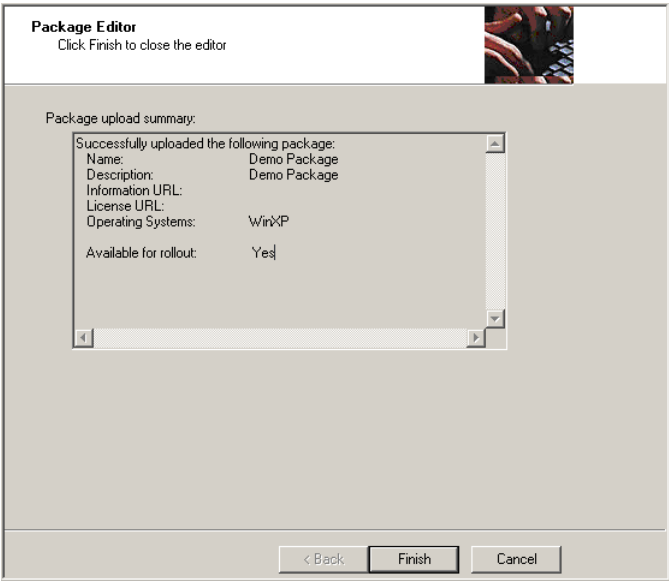 Package Editor
Click Finish to close the editor
Package upload summary:
Successfully uploaded the following package:
Name: Demo Package
Description: Demo Package
Information URL:
License URL:
Operating Systems: WinXP
Available for rollout: Yes
< Back Finish Cancel